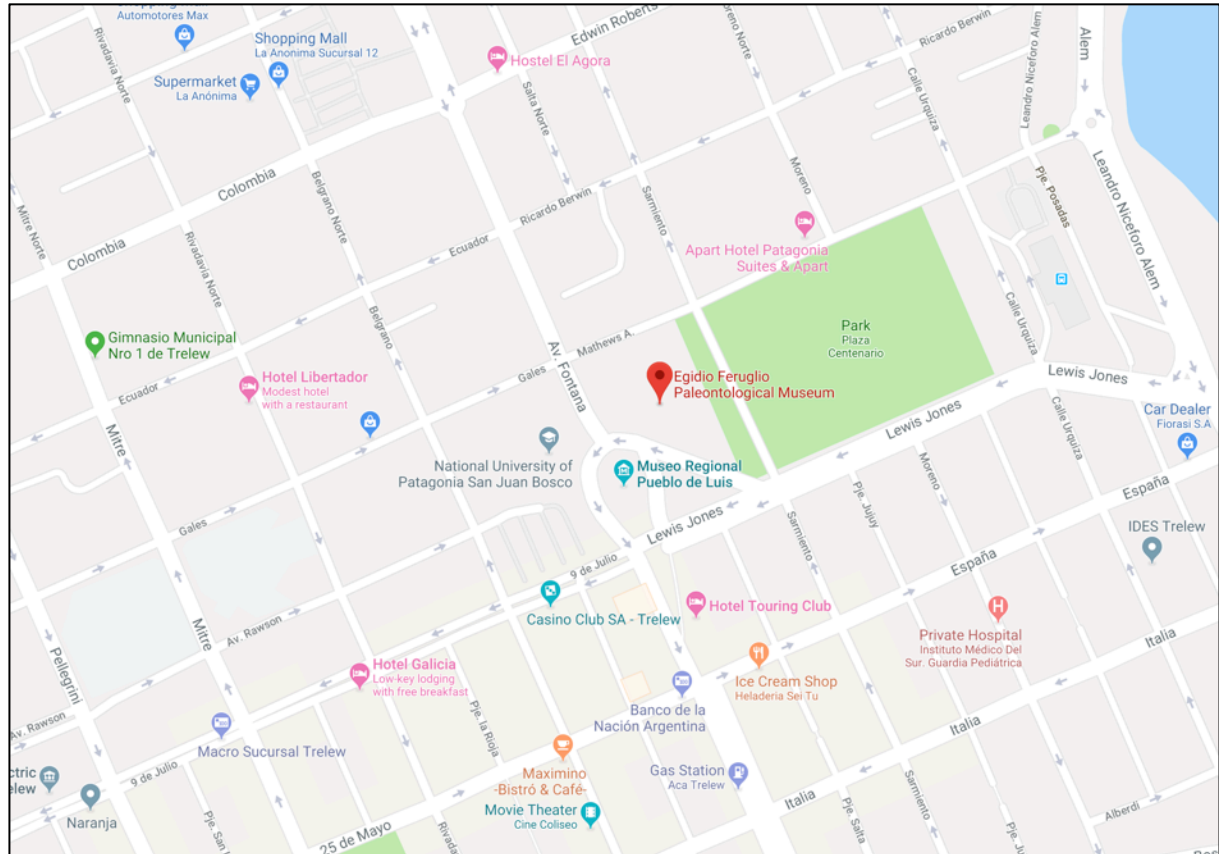 Automotores Max
Shopping Mall
La Anonima Sucursal 12
Supermarket
La Anónima
Rivadavia Norte
Edwin Roberts
Hostel El Agora
Salta Norte
Moreno Norte
Ricardo Berwin
Calle Urquiza
Leandro Niceforo Alem
Alem
Colombia
Colombia
Mitre Norte
Rivadavia Norte
Belgrano Norte
Ricardo Berwin
Ecuador
Sarmiento
Moreno
Pje. Posadas
Leandro Niceforo Alem
Apart Hotel Patagonia
Suites & Apart
Calle Urquiza
Gimnasio Municipal
Nro 1 de Trelew
Belgrano
Av. Fontana
Mathews A.
Gales
Park
Plaza
Centenario
Ecuador
Hotel Libertador
Modest hotel
with a restaurant
Egidio Feruglio
Paleontological Museum
Lewis Jones
Lewis Jones
Calle Urquiza
Car Dealer
Fiorasi S.A
Mitre
National University of
Patagonia San Juan Bosco
Museo Regional
Pueblo de Luis
Moreno
España
Pje. Jujuy
Gales
Lewis Jones
Sarmiento
IDES Trelew
9 de Julio
España
Casino Club SA - Trelew
Hotel Touring Club
Private Hospital
Instituto Médico Del
Sur. Guardia Pediátrica
Italia
Av. Rawson
Mitre
Pellegrini
Hotel Galicia
Low-key lodging
with free breakfast
Ice Cream Shop
Heladeria Sei Tu
Banco de la
Nación Argentina
Av. Rawson
Macro Sucursal Trelew
Pje. la Rioja
Italia
9 de Julio
Maximino
-Bistró & Café-
Gas Station
Aca Trelew
Naranja
Movie Theater
Cine Coliseo
Italia
Sarmiento
Alberdi
25 de Mayo
Pje. Salta